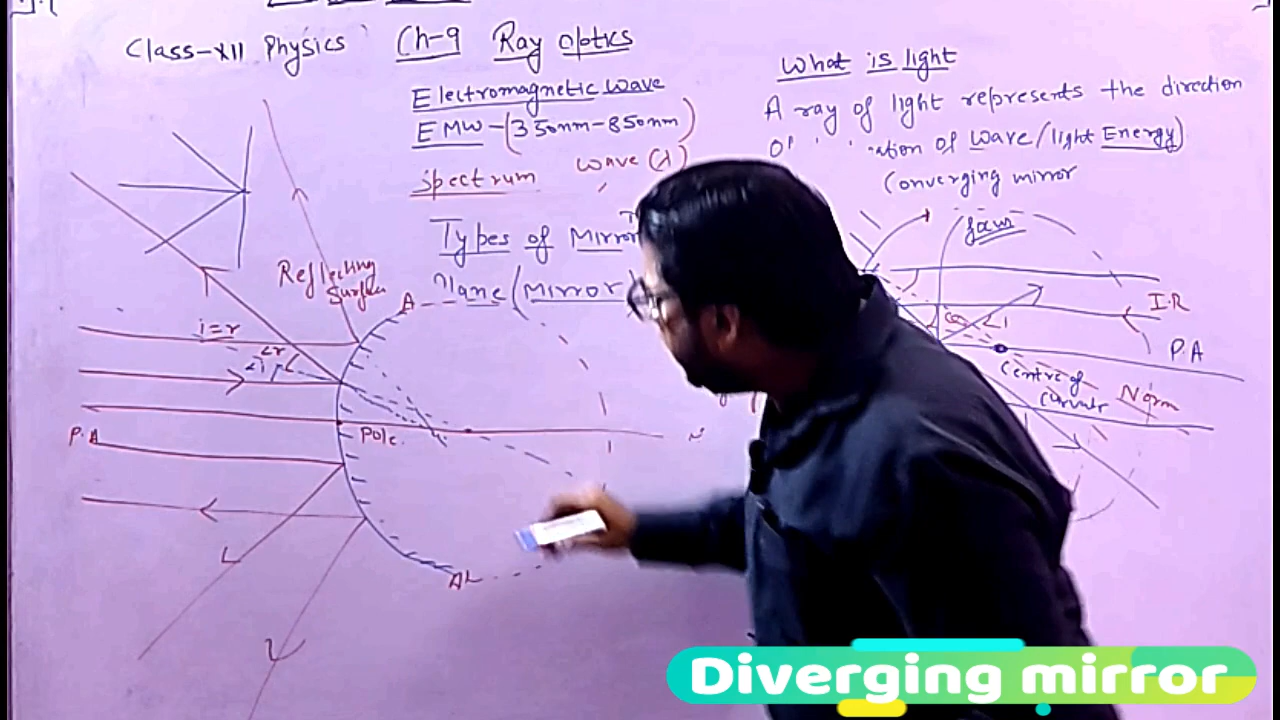 Class-XII Physics Ch-9 Ray optics
Electromagnetic wave
EMW-(350nm-850nm)
wave (λ)
spectrum
Types of Mirror
Plane (Mirror)
What is light
A ray of light represents the direction
of wave/light Energy)
Converging mirror
Reflecting
Surface
A
i=r
<r
<i
P.A
Pole.
focus
I.R
<i
P.A
Centre of
Norm
Diverging mirror